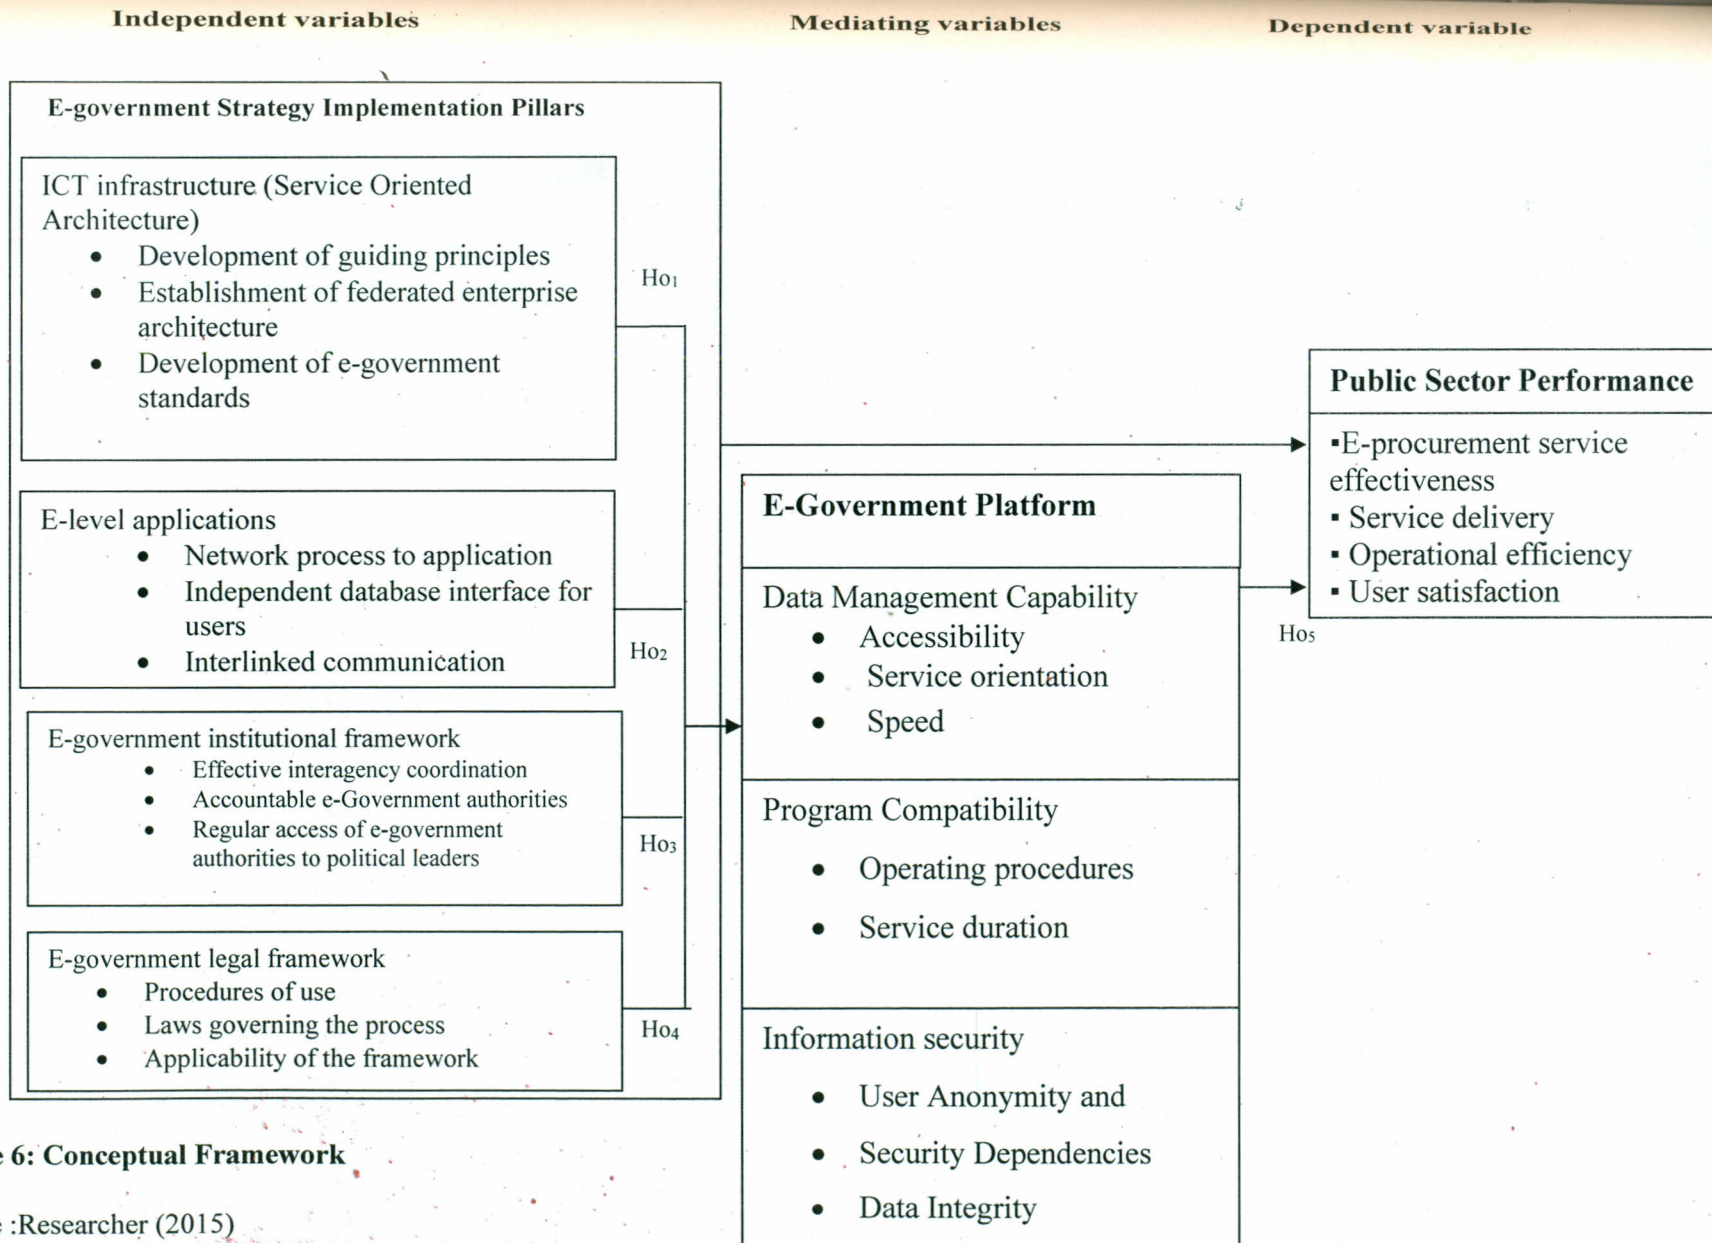 Independent variables
Mediating variables
Dependent variable
E-government Strategy Implementation Pillars
ICT infrastructure (Service Oriented
Architecture)
• Development of guiding principles
• Establishment of federated enterprise
architecture
• Development of e-government
standards
Ho1
E-level applications
• Network process to application
• Independent database interface for
users
• Interlinked communication
Ho2
E-government institutional framework
• Effective interagency coordination
• Accountable e-Government authorities
• Regular access of e-government
authorities to political leaders
Ho3
E-government legal framework
• Procedures of use
• Laws governing the process
• Applicability of the framework
Ho4
E-Government Platform
Data Management Capability
• Accessibility
• Service orientation
• Speed
Program Compatibility
• Operating procedures
• Service duration
Information security
• User Anonymity and
• Security Dependencies
• Data Integrity
Public Sector Performance
▪E-procurement service
effectiveness
▪ Service delivery
▪ Operational efficiency
▪ User satisfaction
Ho5
e 6: Conceptual Framework
:Researcher (2015)